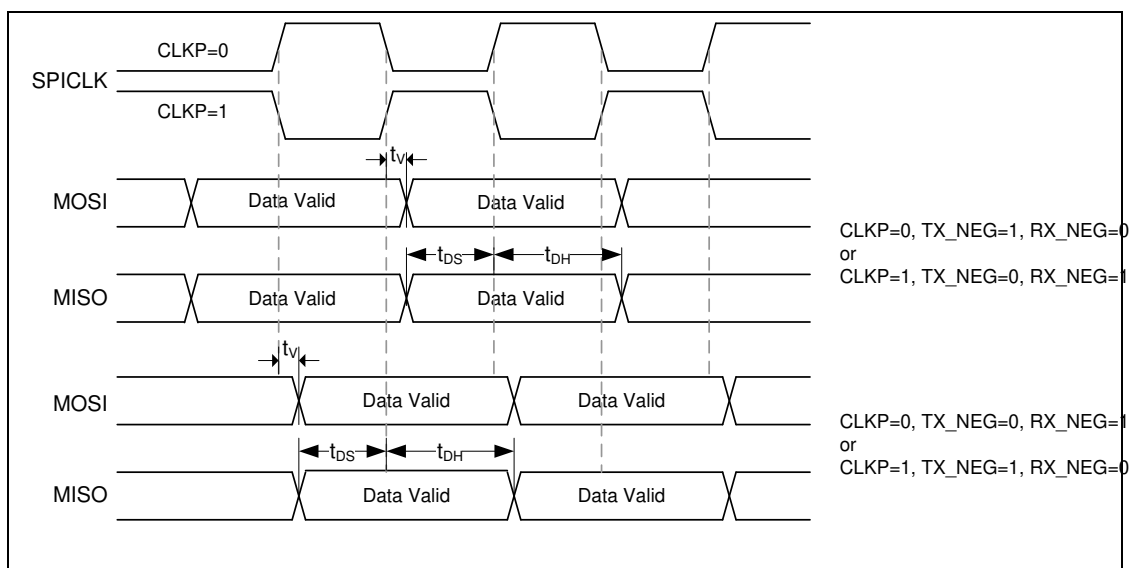 CLKP=0
SPICLK
CLKP=1
tV
MOSI
Data Valid
Data Valid
CLKP=0, TX_NEG=1, RX_NEG=0
or
CLKP=1, TX_NEG=0, RX_NEG=1
tDS
tDH
MISO
Data Valid
Data Valid
tV
MOSI
Data Valid
Data Valid
CLKP=0, TX_NEG=0, RX_NEG=1
or
CLKP=1, TX_NEG=1, RX_NEG=0
tDS
tDH
MISO
Data Valid
Data Valid